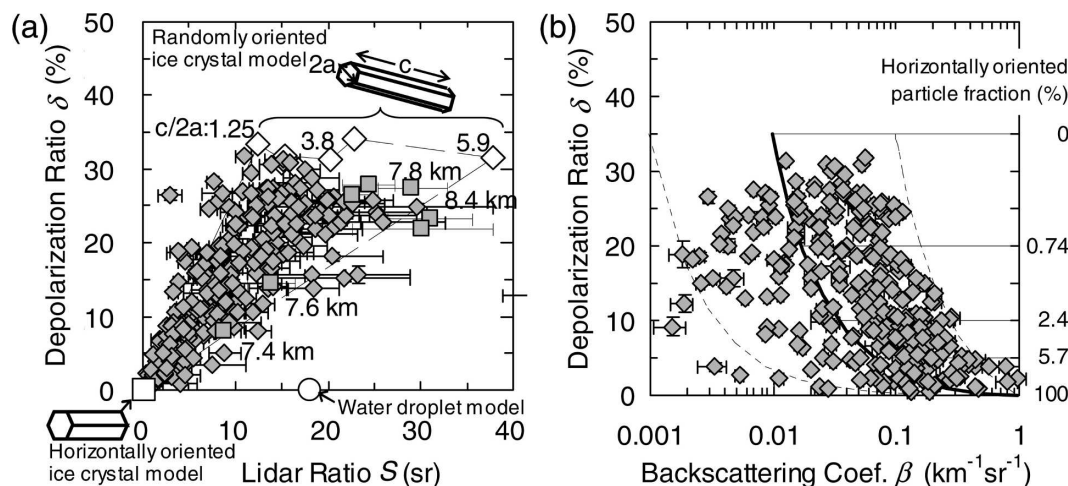 (a)
Randomly oriented
ice crystal model
2a
c
c/2a:1.25
3.8
5.9
7.8 km
8.4 km
7.6 km
7.4 km
Water droplet model
Horizontally oriented
ice crystal model
Depolarization Ratio δ (%)
50
40
30
20
10
0
0
10
20
30
40
Lidar Ratio S (sr)
(b)
Horizontally oriented
particle fraction (%)
0
0.74
2.4
5.7
100
Depolarization Ratio δ (%)
50
40
30
20
10
0
0.001
0.01
0.1
1
Backscattering Coef. β (km⁻¹sr⁻¹)